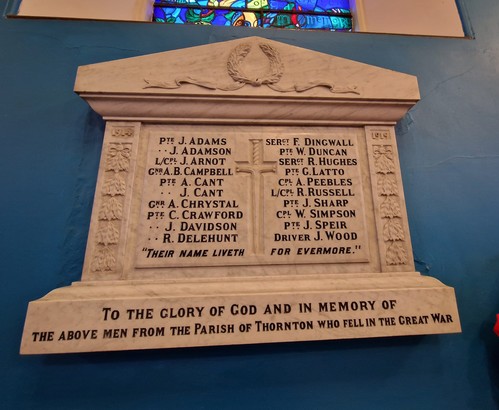 PTE J. ADAMS
·· J. ADAMSON
L/CPL J. ARNOT
GNR A.B. CAMPBELL
PTE A. CANT
·· J. CANT
GNR A. CHRYSTAL
PTE C. CRAWFORD
·· J. DAVIDSON
·· R. DELEHUNT
SERGT F. DINGWALL
PTE W. DUNCAN
SERGT R. HUGHES
PTE G. LATTO
CPL A. PEEBLES
L/CPL R. RUSSELL
PTE J. SHARP
CPL W. SIMPSON
PTE J. SPEIR
DRIVER J. WOOD
"THEIR NAME LIVETH FOR EVERMORE."
TO THE GLORY OF GOD AND IN MEMORY OF
THE ABOVE MEN FROM THE PARISH OF THORNTON WHO FELL IN THE GREAT WAR